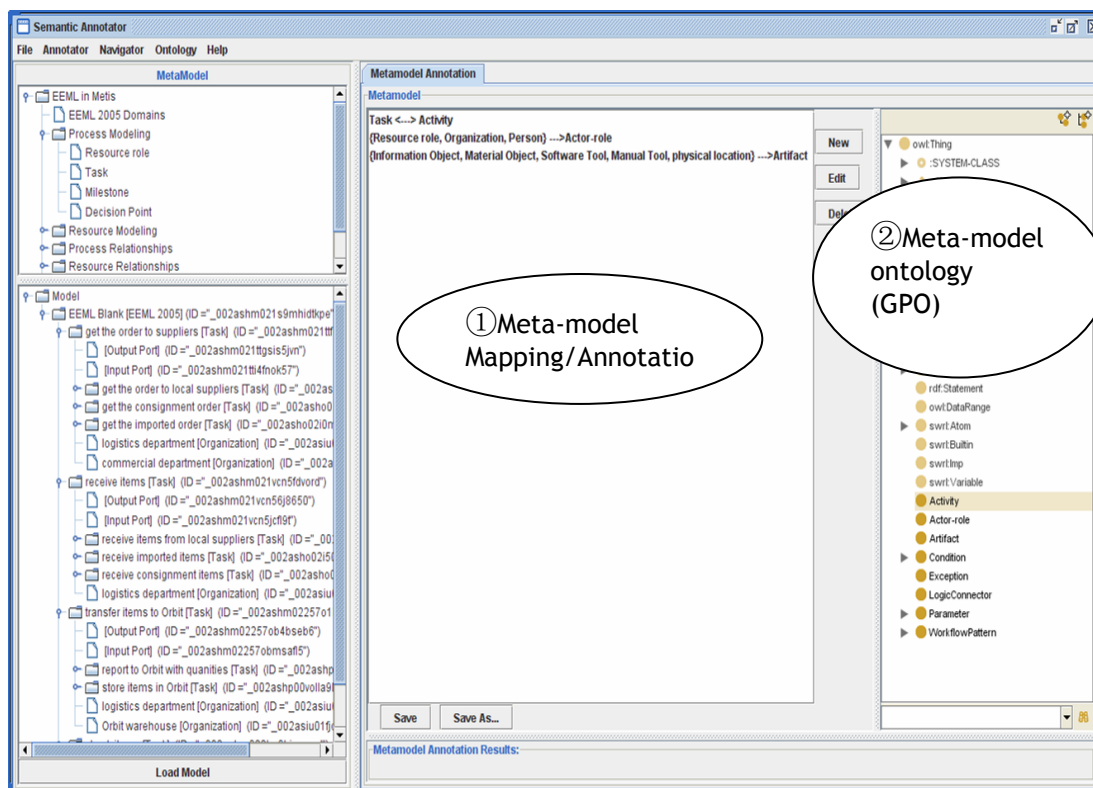 Semantic Annotator
File Annotator Navigator Ontology Help
MetaModel
EEML in Metis
EEML 2005 Domains
Process Modeling
Resource role
Task
Milestone
Decision Point
Resource Modeling
Process Relationships
Resource Relationships
Model
EEML Blank [EEML 2005] (ID ="_002ashm021s9mhidtkpe"
get the order to suppliers [Task] (ID ="_002ashm021ttf
[Output Port] (ID ="_002ashm021ttgsis5jvn")
[Input Port] (ID ="_002ashm021tti4fnok57")
get the order to local suppliers [Task] (ID ="_002as
get the consignment order [Task] (ID ="_002asho0
get the imported order [Task] (ID ="_002asho02i0n
logistics department [Organization] (ID ="_002asiu
commercial department [Organization] (ID ="_002a
receive items [Task] (ID ="_002ashm021vcn5fdvord")
[Output Port] (ID ="_002ashm021vcn56j8650")
[Input Port] (ID ="_002ashm021vcn5jcfl9f")
receive items from local suppliers [Task] (ID ="_00
receive imported items [Task] (ID ="_002asho02i5
receive consignment items [Task] (ID ="_002asho
logistics department [Organization] (ID ="_002asiu
transfer items to Orbit [Task] (ID ="_002ashm02257o1
[Output Port] (ID ="_002ashm02257ob4bseb6")
[Input Port] (ID ="_002ashm02257obmsafl5")
report to Orbit with quanities [Task] (ID ="_002ashp
store items in Orbit [Task] (ID ="_002ashp00volla9
logistics department [Organization] (ID ="_002asiu
Orbit warehouse [Organization] (ID ="_002asiu01fj
Load Model
Metamodel Annotation
Metamodel
Task <---> Activity
{Resource role, Organization, Person} --->Actor-role
{Information Object, Material Object, Software Tool, Manual Tool, physical location} --->Artifact
①Meta-model
Mapping/Annotatio
New
Edit
Dele
Save Save As...
Metamodel Annotation Results:
owl:Thing
:SYSTEM-CLASS
②Meta-model
ontology
(GPO)
rdf:Statement
owl:DataRange
swrl:Atom
swrl:Builtin
swrl:Imp
swrl:Variable
Activity
Actor-role
Artifact
Condition
Exception
LogicConnector
Parameter
WorkflowPattern